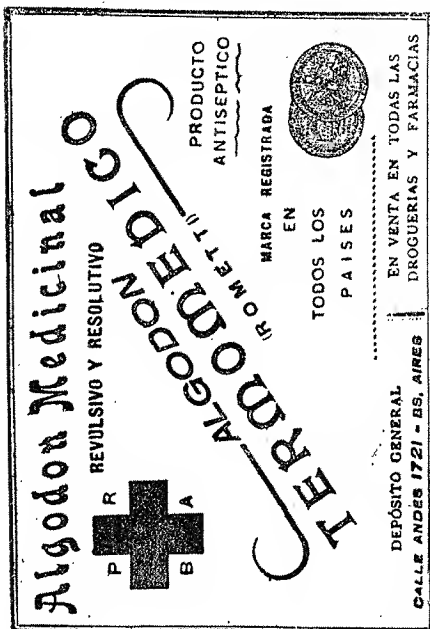 Algodon Medicinal
REVULSIVO Y RESOLUTIVO
P R
B A
ALGODON
TERMOMEDICO
(ROMETTI)
PRODUCTO
ANTISEPTICO
MARCA REGISTRADA
EN
TODOS LOS
PAISES
DEPÓSITO GENERAL
CALLE ANDES 1721 - BS. AIRES
EN VENTA EN TODAS LAS
DROGUERIAS Y FARMACIAS